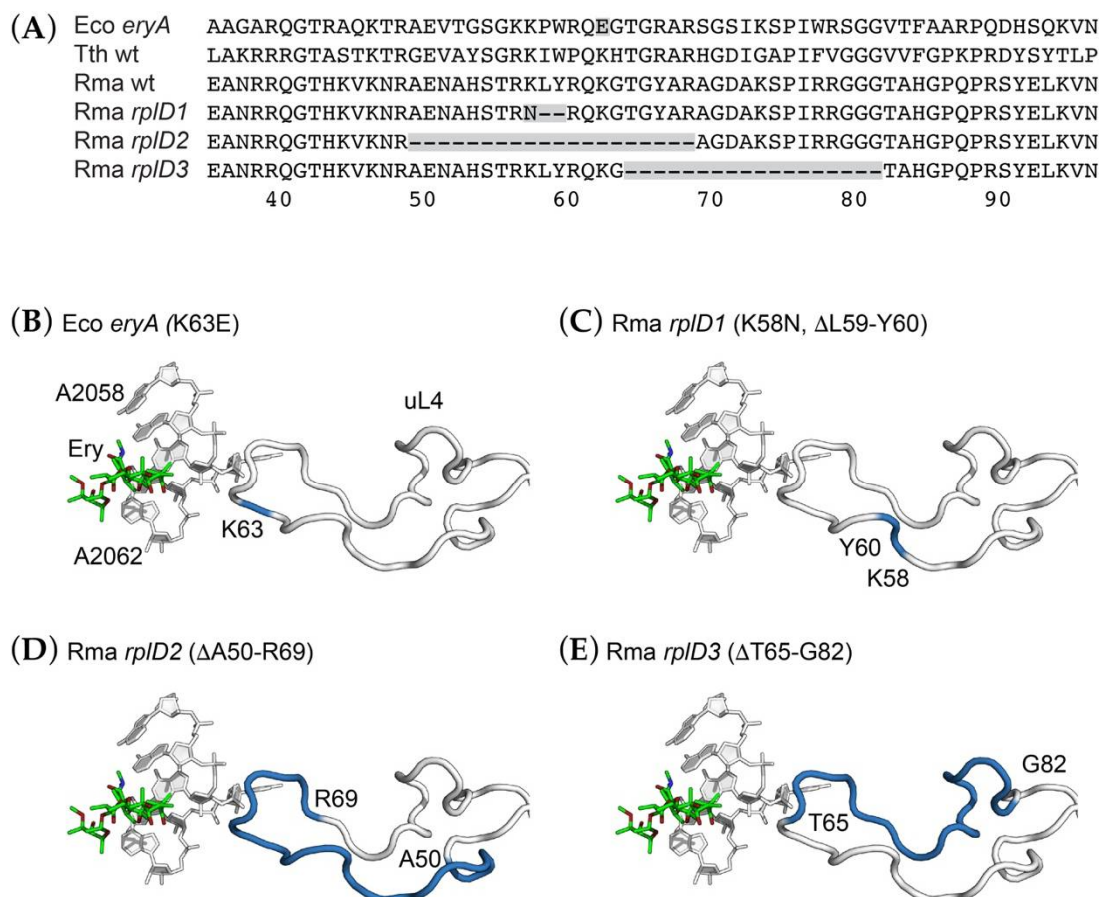 (A) Eco eryA AAGARQGTRAQKTRAEVTGSGKKPWRQEGTGRARSGSIKSPIWRSGGVTFAARPQDHSQKVN
Tth wt LAKRRRGTASTKTRGEVAYSGRKIWPQKHTGRARHGDIGAPIFVGGGVVFGPKPRDYSYTLP
Rma wt EANRRQGTHKVKNRAENAHSTRKLYRQKGTGYARAGDAKSPIRRGGGTAHGPQPRSYELKVN
Rma rplD1 EANRRQGTHKVKNRAENAHSTRN--RQKGTGYARAGDAKSPIRRGGGTAHGPQPRSYELKVN
Rma rplD2 EANRRQGTHKVKNR--------------------AGDAKSPIRRGGGTAHGPQPRSYELKVN
Rma rplD3 EANRRQGTHKVKNRAENAHSTRKLYRQKG------------------TAHGPQPRSYELKVN
40 50 60 70 80 90
(B) Eco eryA (K63E)
A2058
uL4
Ery
K63
A2062
(C) Rma rplD1 (K58N, ΔL59-Y60)
Y60
K58
(D) Rma rplD2 (ΔA50-R69)
R69
A50
(E) Rma rplD3 (ΔT65-G82)
G82
T65